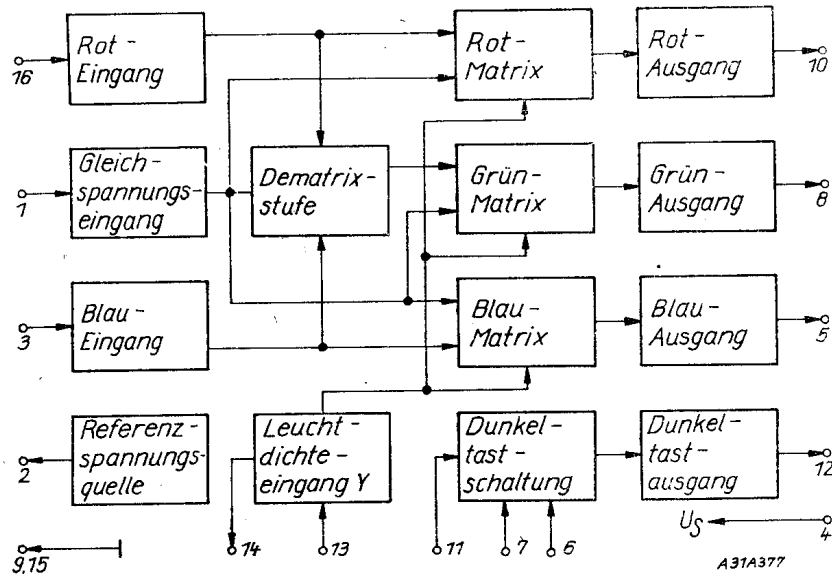 Rot-
Eingang
16
Rot-
Matrix
Rot-
Ausgang
10
Gleich-
spannungs-
eingang
1
Dematrix-
stufe
Grün-
Matrix
Grün-
Ausgang
8
Blau-
Eingang
3
Blau-
Matrix
Blau-
Ausgang
5
Referenz-
spannungs-
quelle
2
Leucht-
dichte-
eingang Y
Dunkel-
tast-
schaltung
Dunkel-
tast-
ausgang
12
US
4
9,15
14
13
11
7
6
A31A377